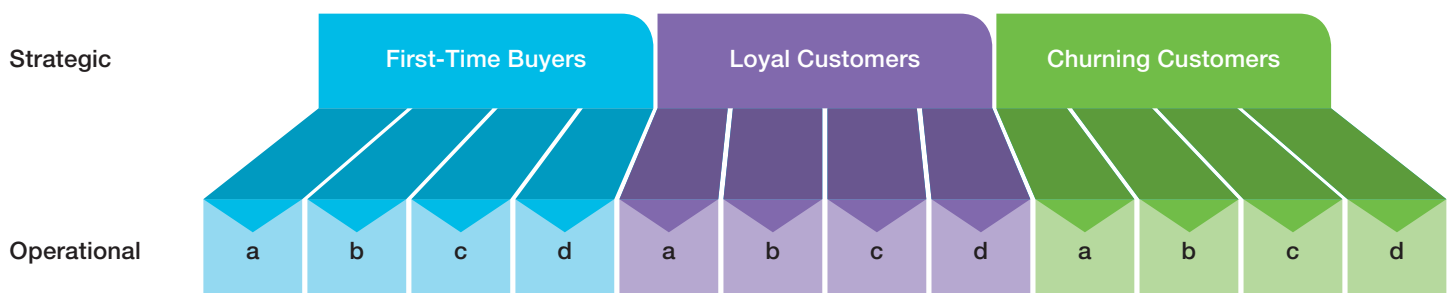 Strategic First-Time Buyers Loyal Customers Churning Customers
Operational a b c d a b c d a b c d